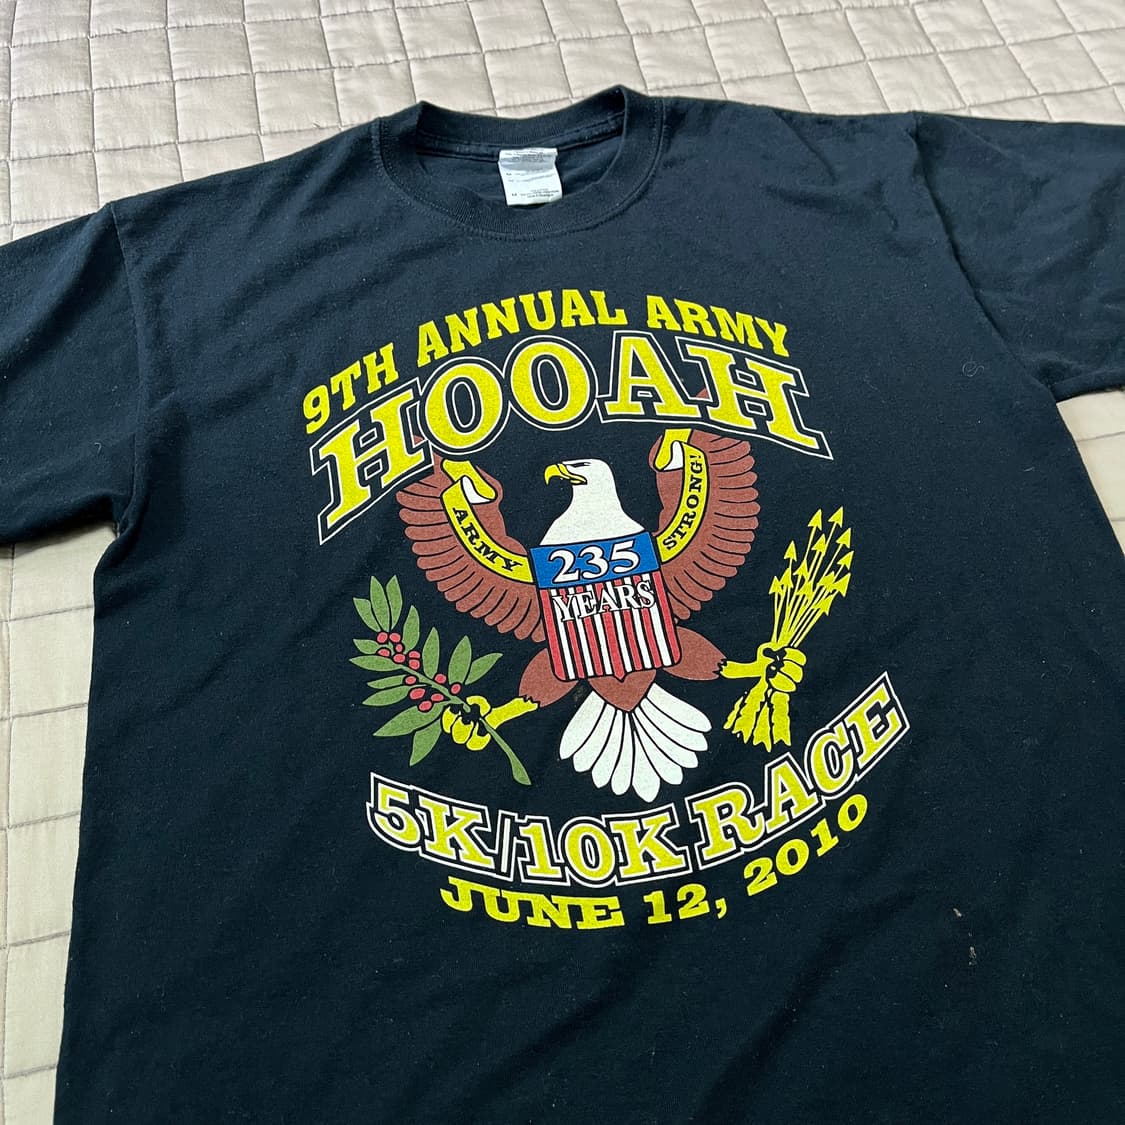 9TH ANNUAL ARMY
HOOAH
ARMY
STRONG!
235
YEARS
5K/10K RACE
JUNE 12, 2010